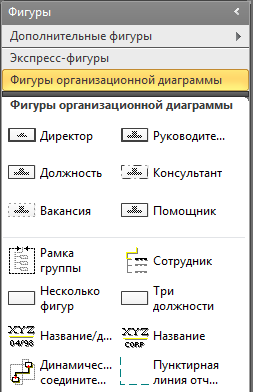 Фигуры
Дополнительные фигуры
Экспресс-фигуры
Фигуры организационной диаграммы
Фигуры организационной диаграммы
Директор
Руководите...
Должность
Консультант
Вакансия
Помощник
Рамка
группы
Сотрудник
Несколько
фигур
Три
должности
XYZ
04/98
Название/д...
XYZ
CORP
Название
Динамичес...
соедините...
Пунктирная
линия отч...